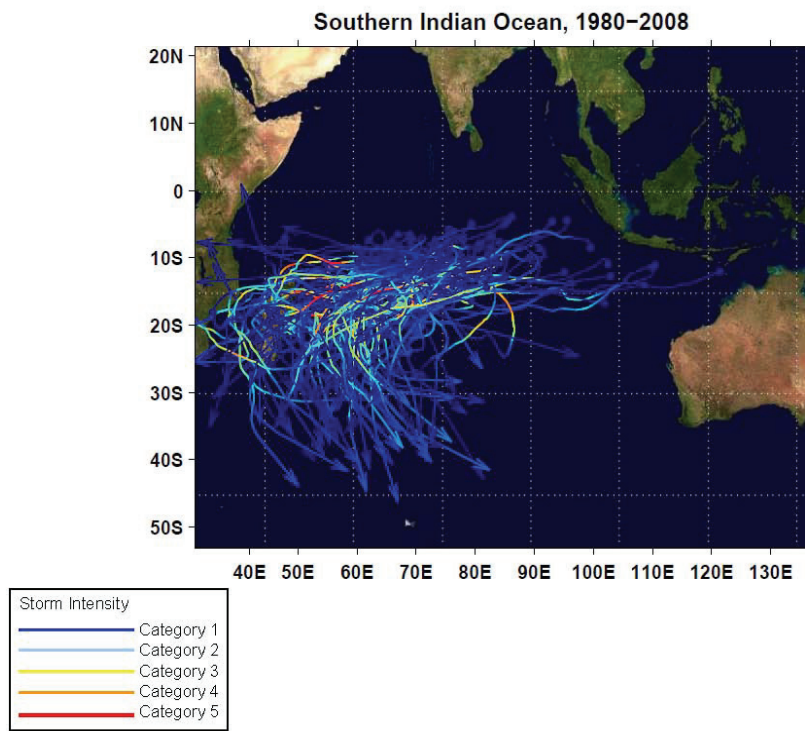 Southern Indian Ocean, 1980−2008
20N
10N
0
10S
20S
30S
40S
50S
40E 50E 60E 70E 80E 90E 100E 110E 120E 130E
Storm Intensity
Category 1
Category 2
Category 3
Category 4
Category 5